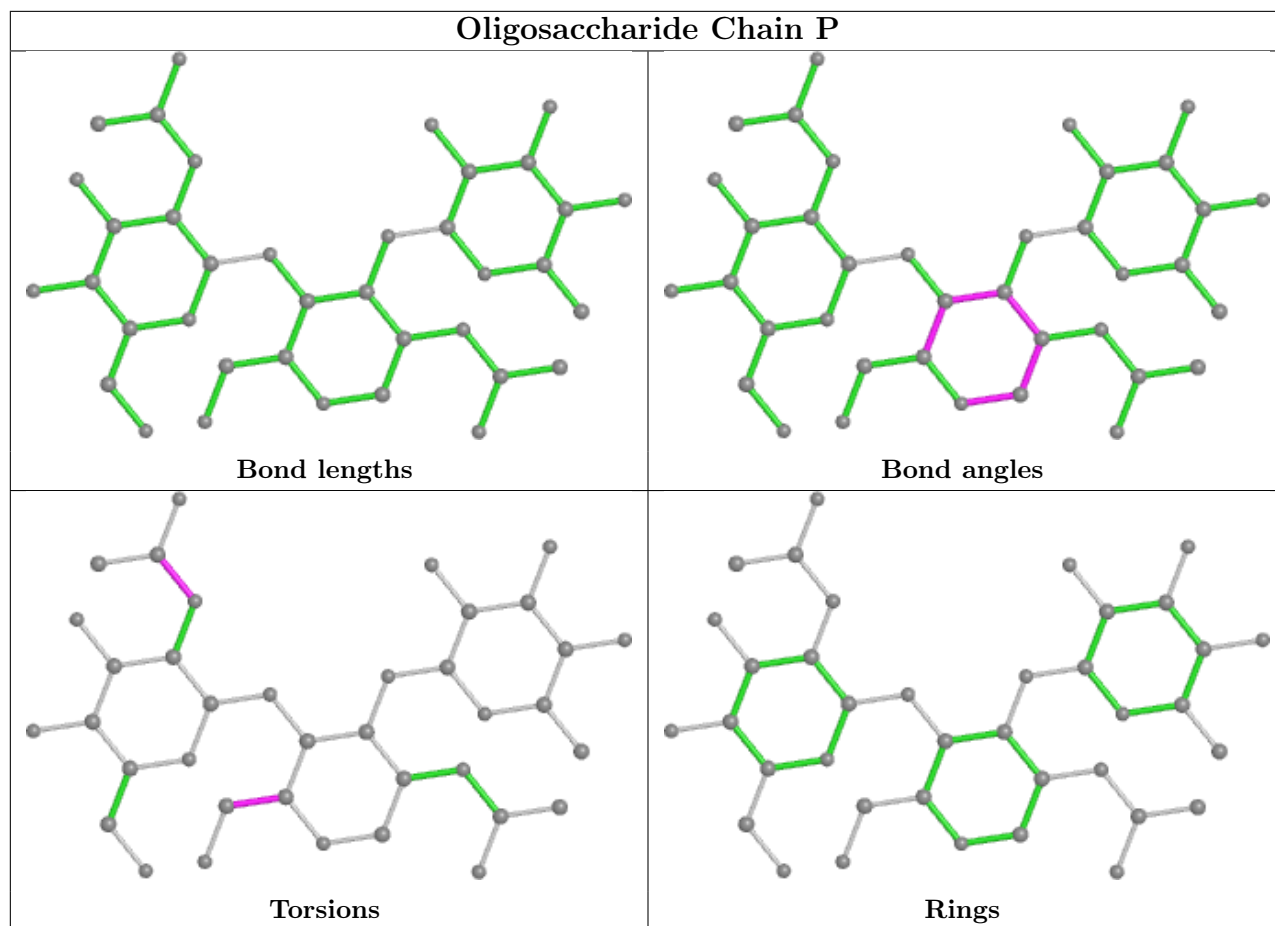 Oligosaccharide Chain P
Bond lengths
Bond angles
Torsions
Rings